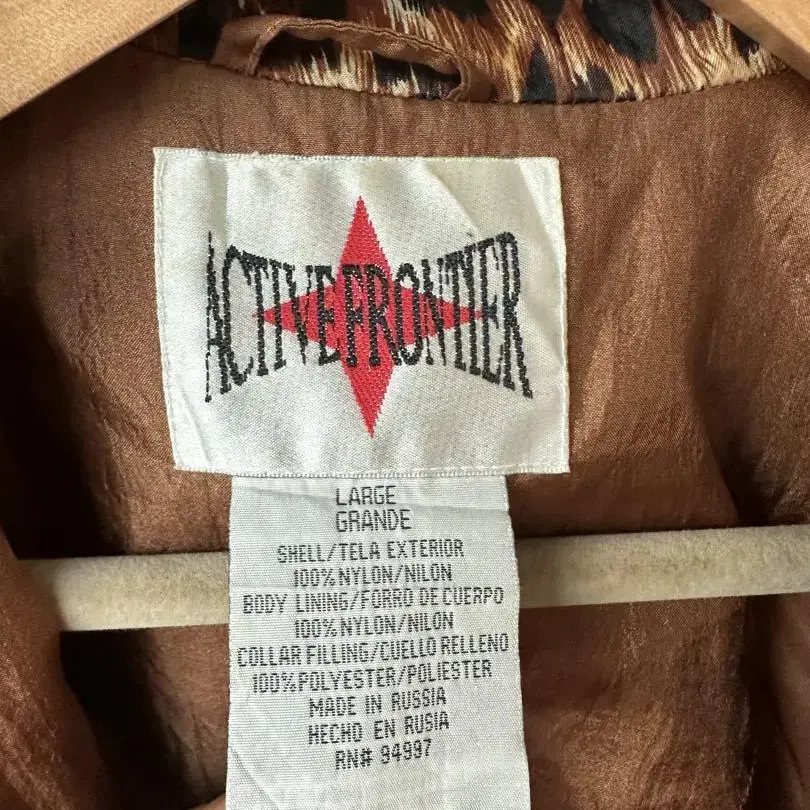 ACTIVE FRONTIER
LARGE
GRANDE
SHELL/TELA EXTERIOR
100% NYLON/NILON
BODY LINING/FORRO DE CUERPO
100% NYLON/NILON
COLLAR FILLING/CUELLO RELLENO
100% POLYESTER/POLIESTER
MADE IN RUSSIA
HECHO EN RUSIA
RN# 94997